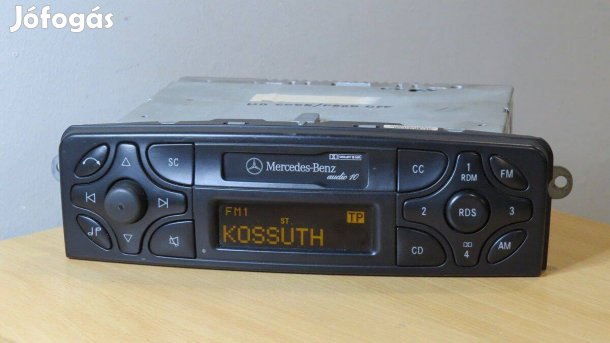 Jófogás
SC
Mercedes-Benz
audio 10
CC
1
RDM
FM
FM1
ST.
TP
KOSSUTH
2
RDS
3
CD
4
AM